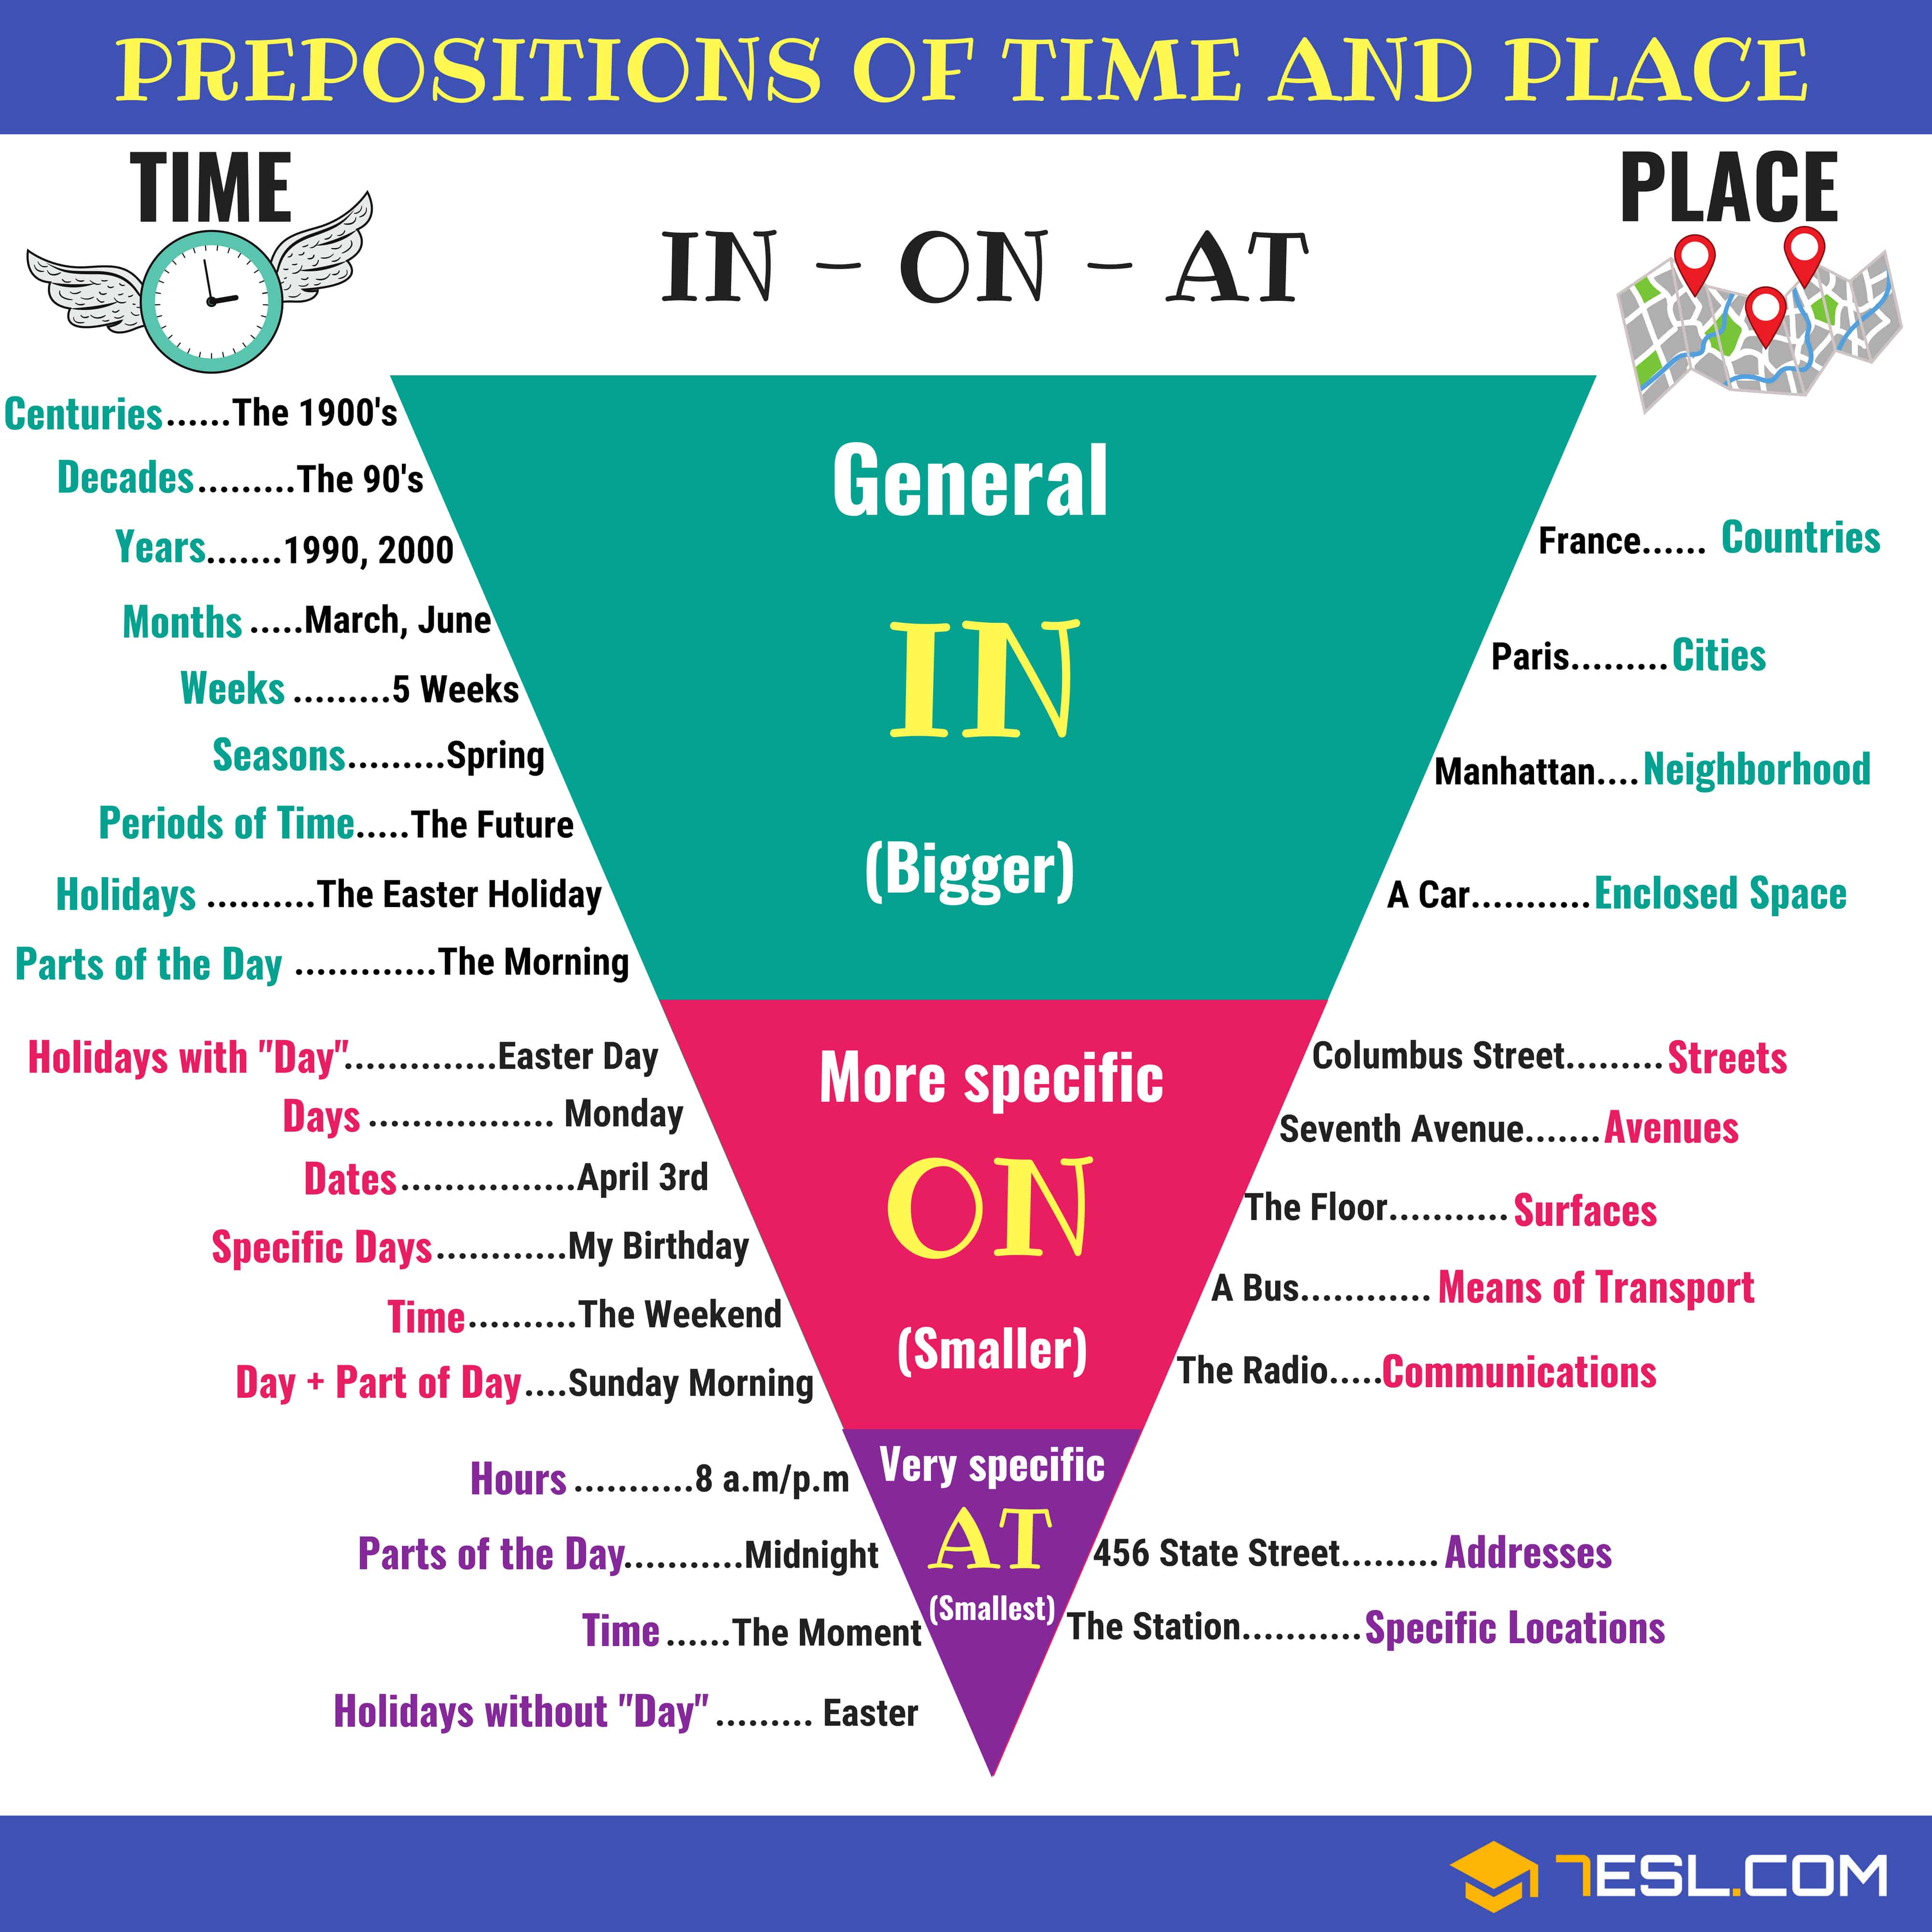 PREPOSITIONS OF TIME AND PLACE
TIME
PLACE
IN – ON – AT
Centuries......The 1900's
Decades.........The 90's
Years.......1990, 2000
Months .....March, June
Weeks .........5 Weeks
Seasons.........Spring
Periods of Time.....The Future
Holidays ..........The Easter Holiday
Parts of the Day .............The Morning
General
IN
(Bigger)
France...... Countries
Paris.........Cities
Manhattan....Neighborhood
A Car...........Enclosed Space
Holidays with "Day"..............Easter Day
Days ................. Monday
Dates................April 3rd
Specific Days............My Birthday
Time..........The Weekend
Day + Part of Day....Sunday Morning
More specific
ON
(Smaller)
Columbus Street.........Streets
Seventh Avenue.......Avenues
The Floor...........Surfaces
A Bus............Means of Transport
The Radio.....Communications
Hours ...........8 a.m/p.m
Parts of the Day...........Midnight
Time ......The Moment
Holidays without "Day" ......... Easter
Very specific
AT
(Smallest)
456 State Street.........Addresses
The Station...........Specific Locations
7ESL.COM